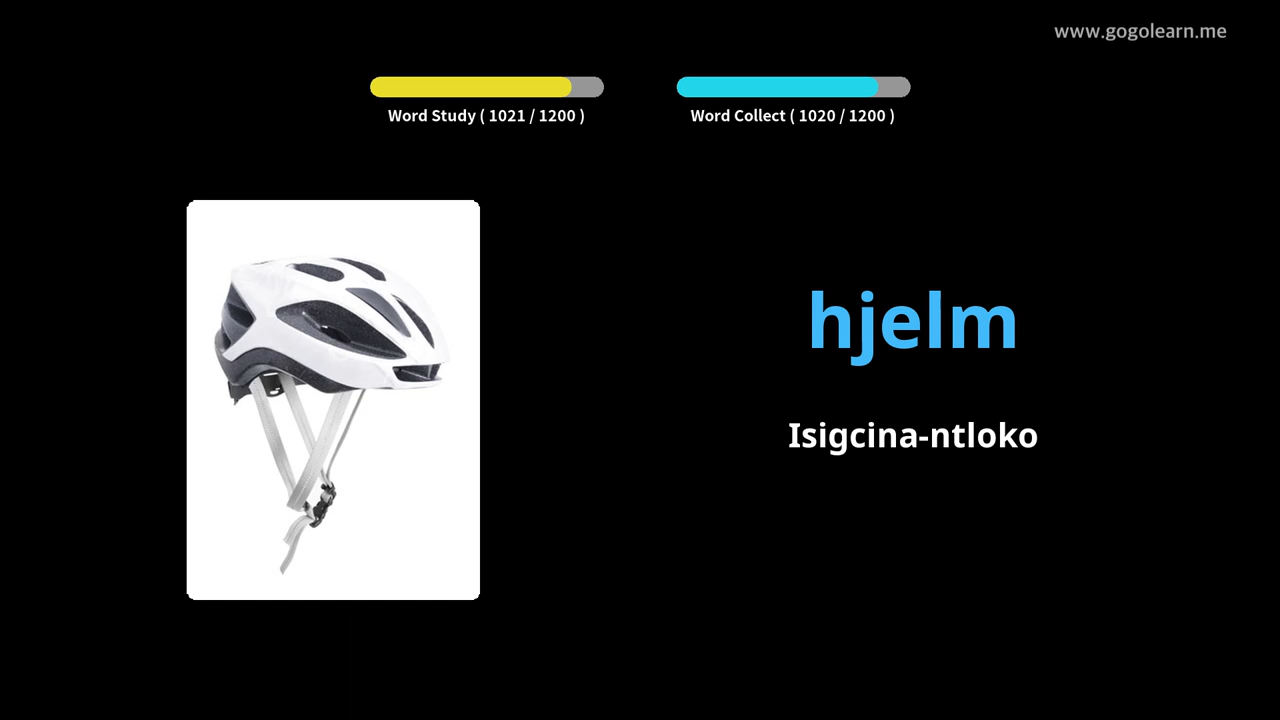 www.gogolearn.me
Word Study ( 1021 / 1200 )
Word Collect ( 1020 / 1200 )
hjelm
Isigcina-ntloko